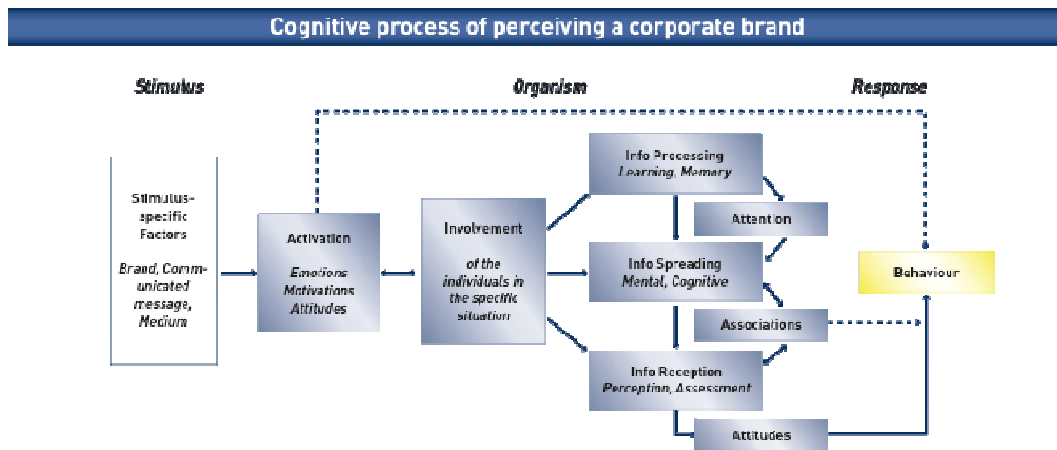 Cognitive process of perceiving a corporate brand
Stimulus
Organism
Response
Stimulus-
specific
Factors
Brand, Comm-
unicated
message,
Medium
Activation
Emotions
Motivations
Attitudes
Involvement
of the
individuals in
the specific
situation
Info Processing
Learning, Memory
Attention
Info Spreading
Mental, Cognitive
Associations
Info Reception
Perception, Assessment
Attitudes
Behaviour